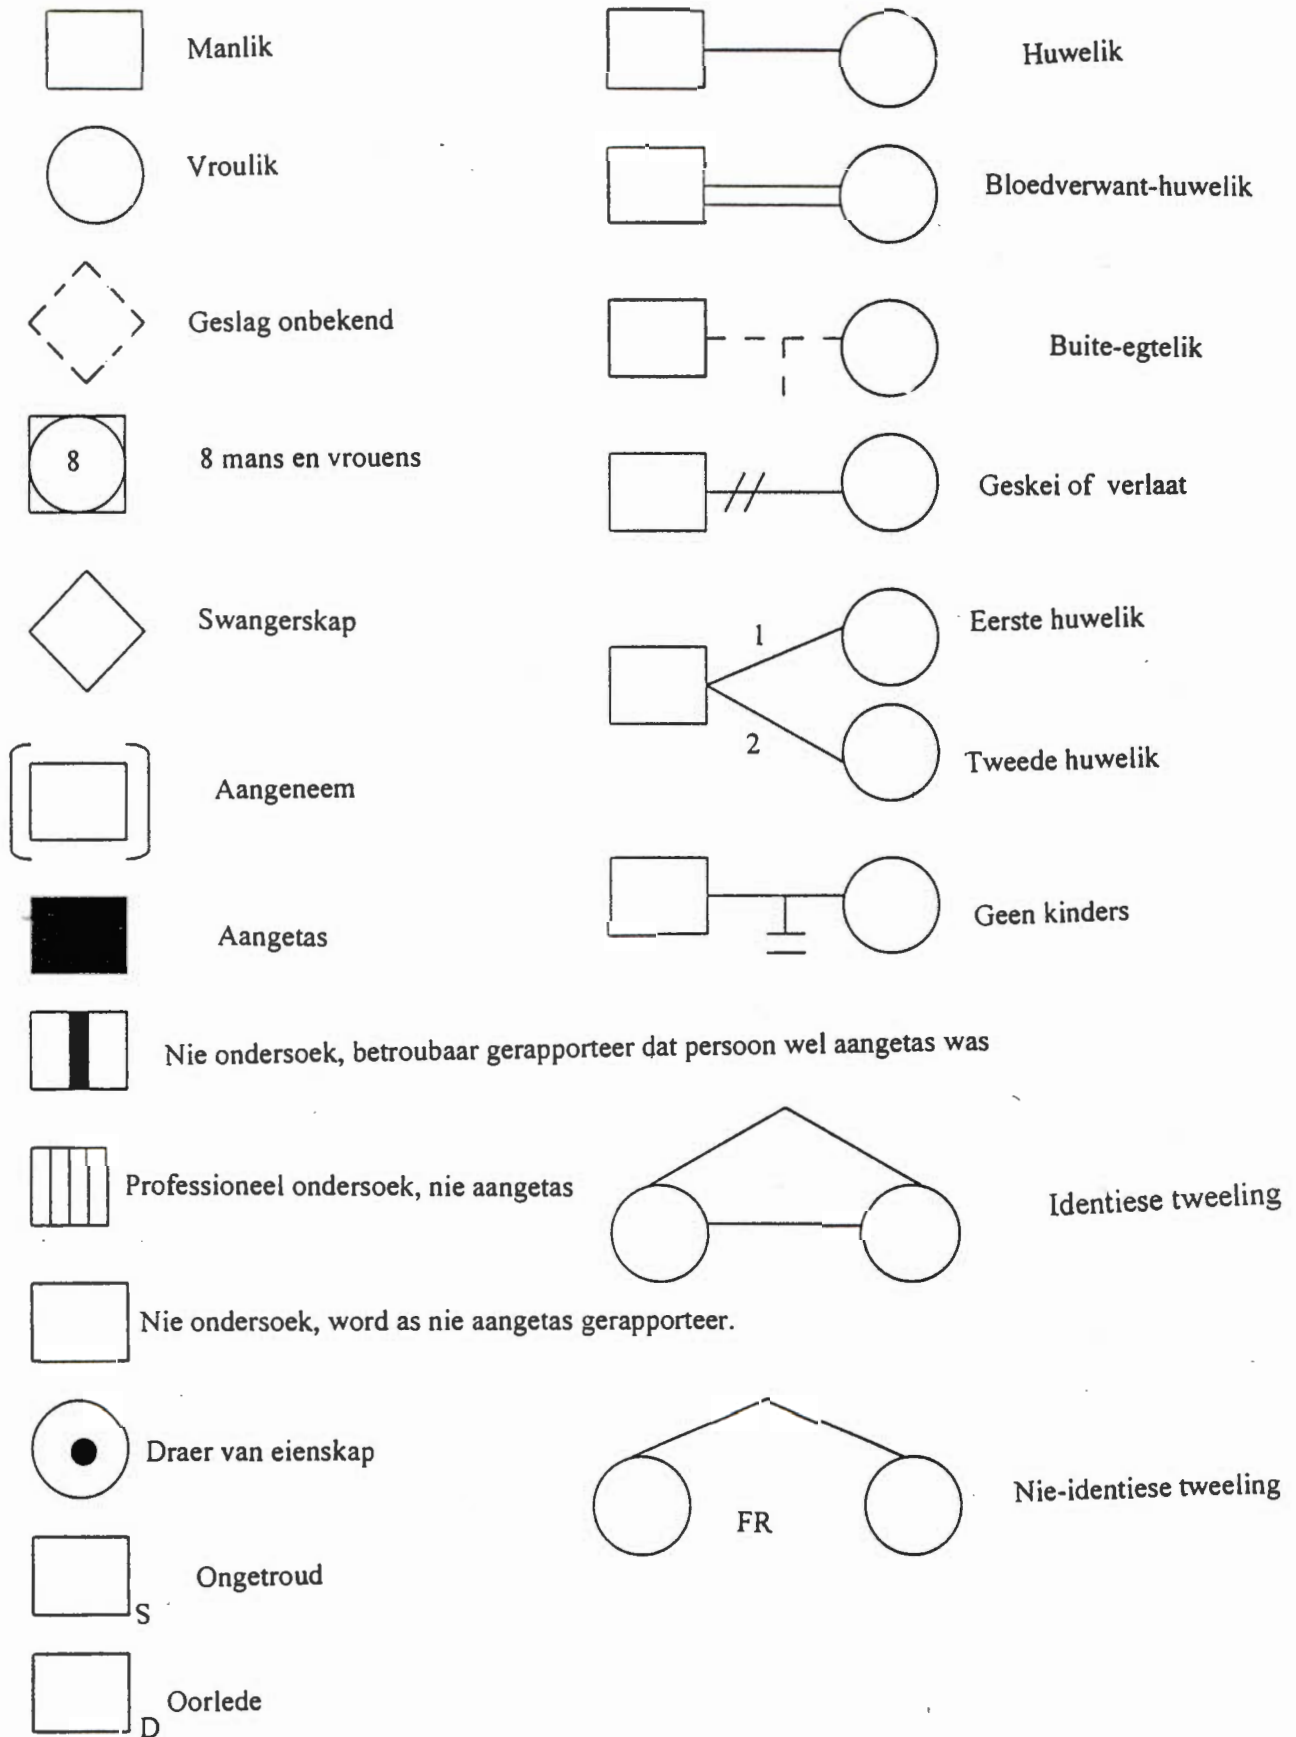 Manlik
Vroulik
Geslag onbekend
8
8 mans en vrouens
Swangerskap
Aangeneem
Aangetas
Nie ondersoek, betroubaar gerapporteer dat persoon wel aangetas was
Professioneel ondersoek, nie aangetas
Nie ondersoek, word as nie aangetas gerapporteer.
Draer van eienskap
Ongetroud
S
Oorlede
D
Huwelik
Bloedverwant-huwelik
Buite-egtelik
Geskei of verlaat
1
Eerste huwelik
2
Tweede huwelik
Geen kinders
Identiese tweeling
Nie-identiese tweeling
FR